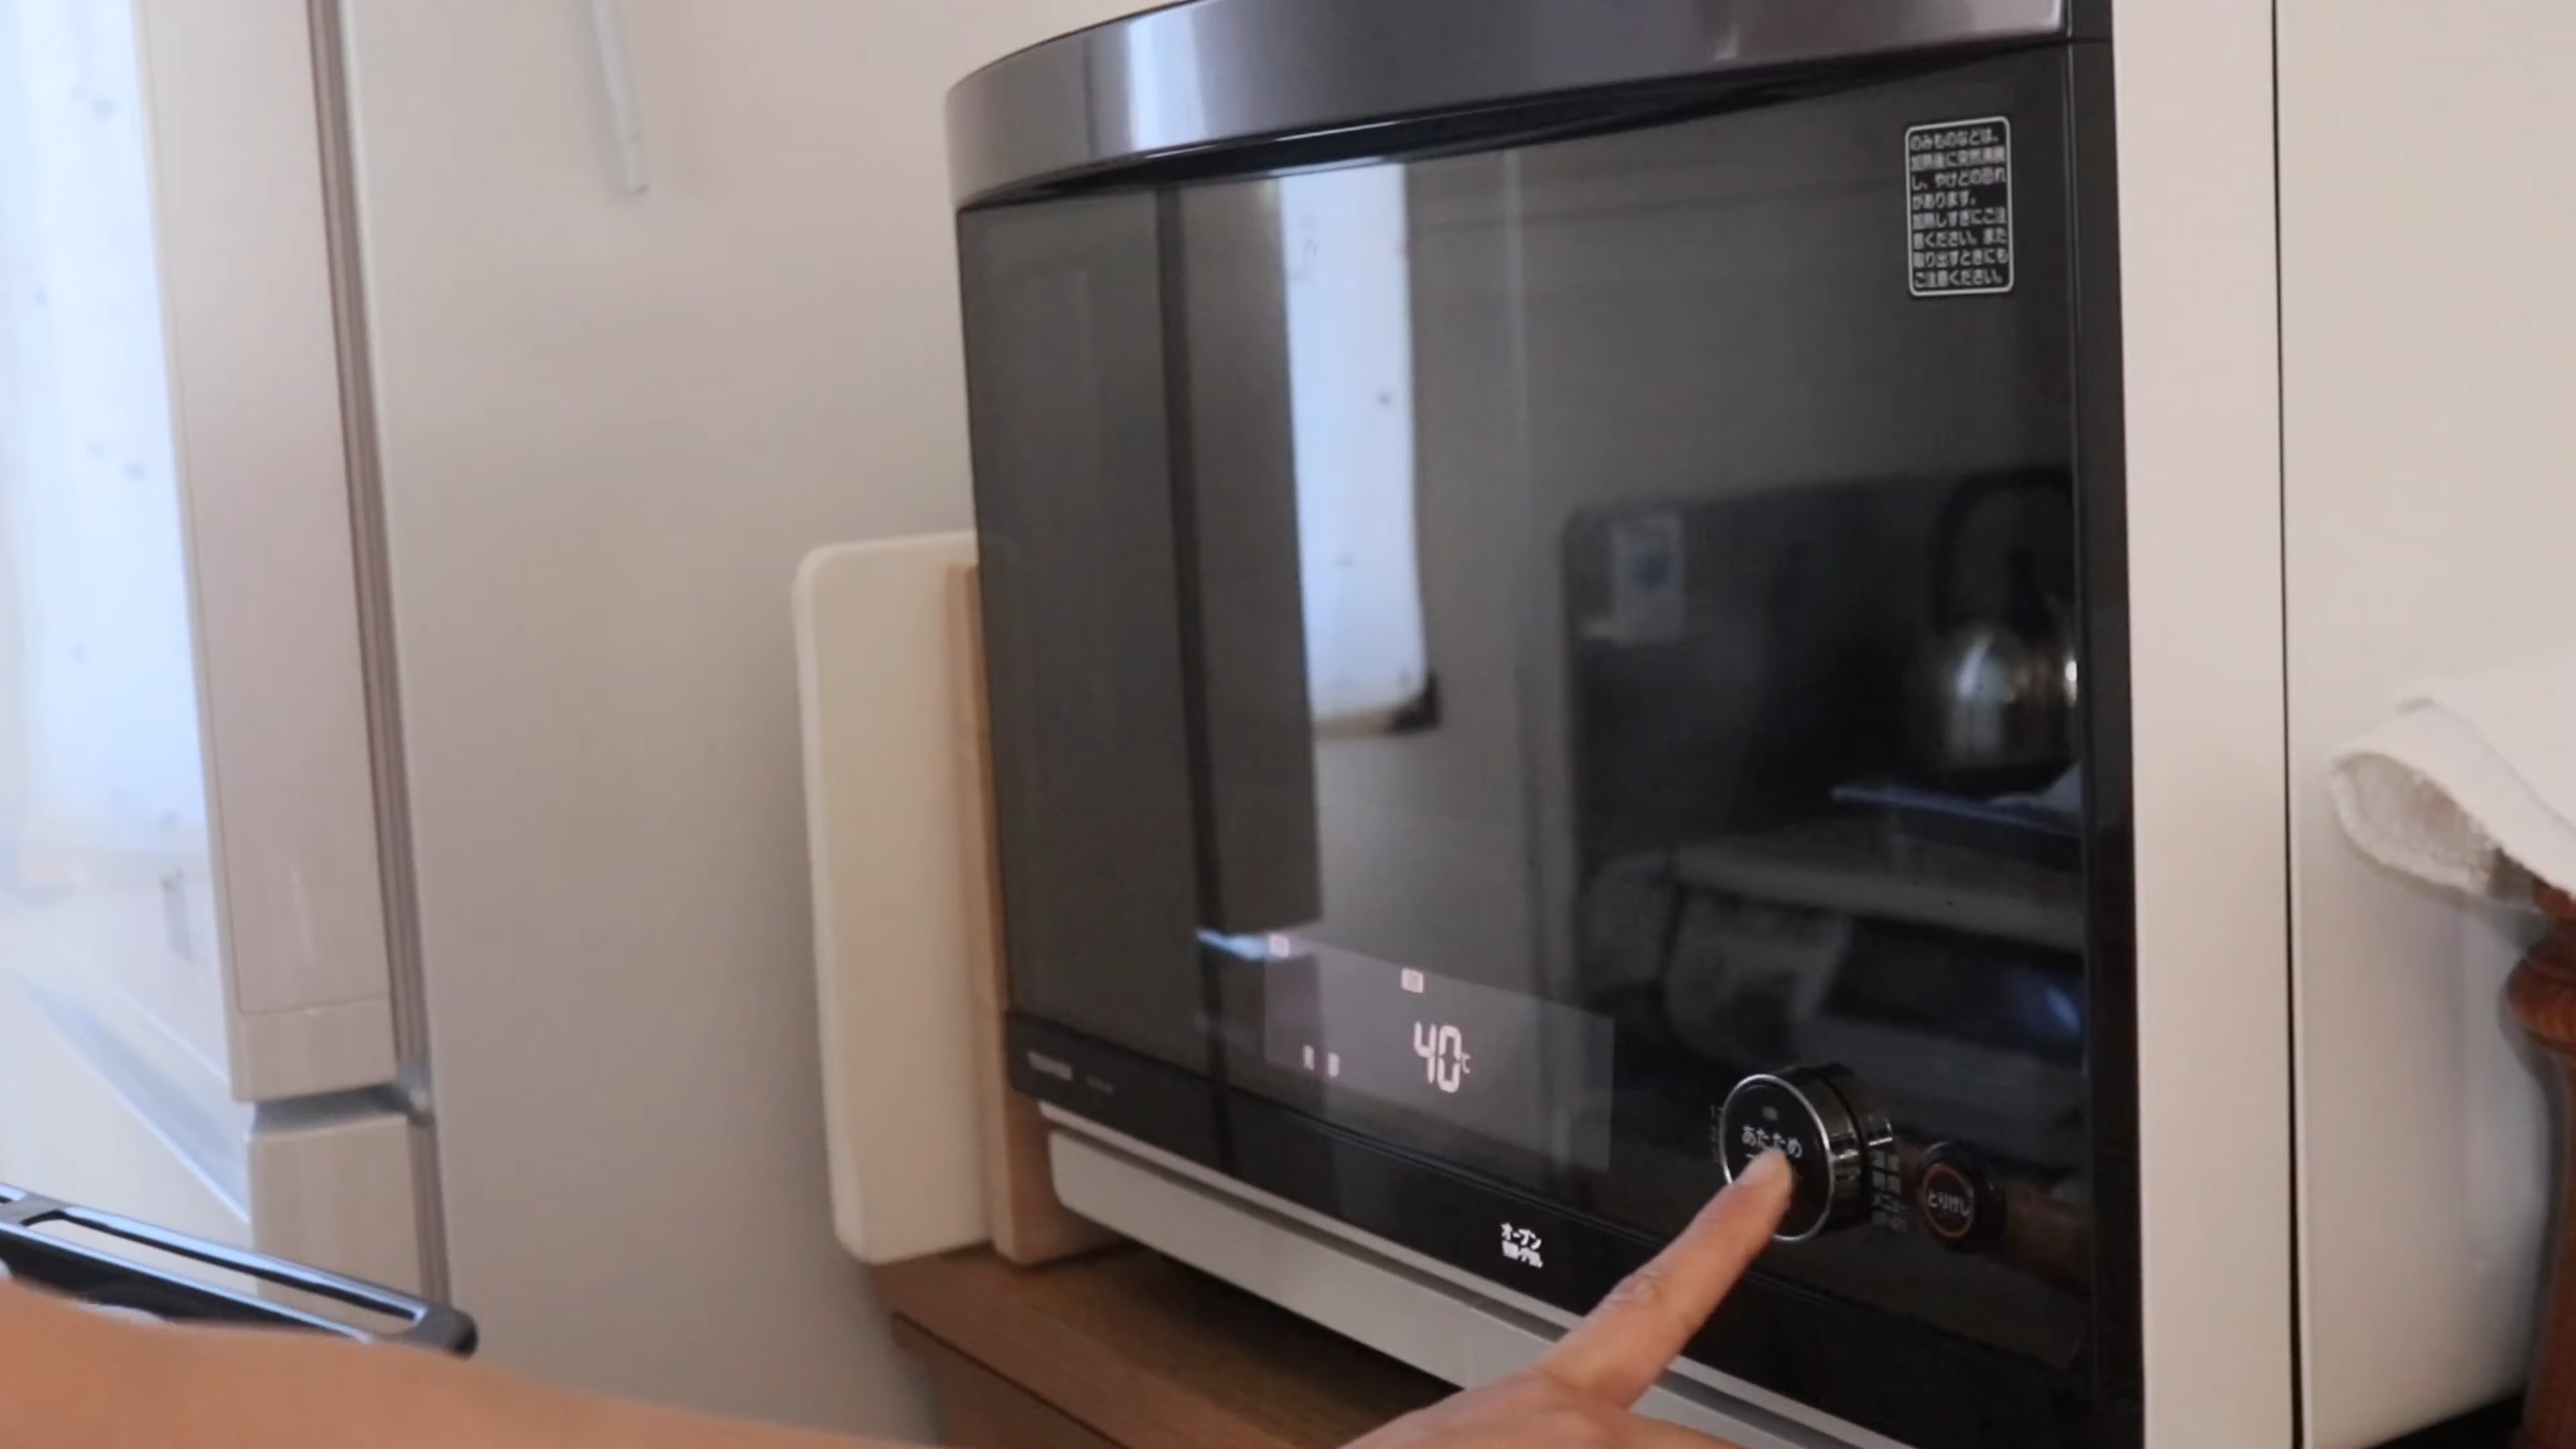 のみものなどは、
加熱後に突然沸騰
し、やけどの恐れ
があります。
加熱しすぎにご注
意ください。また
取り出すときにも
ご注意ください。
40℃
あたため
とりけし
オーブン